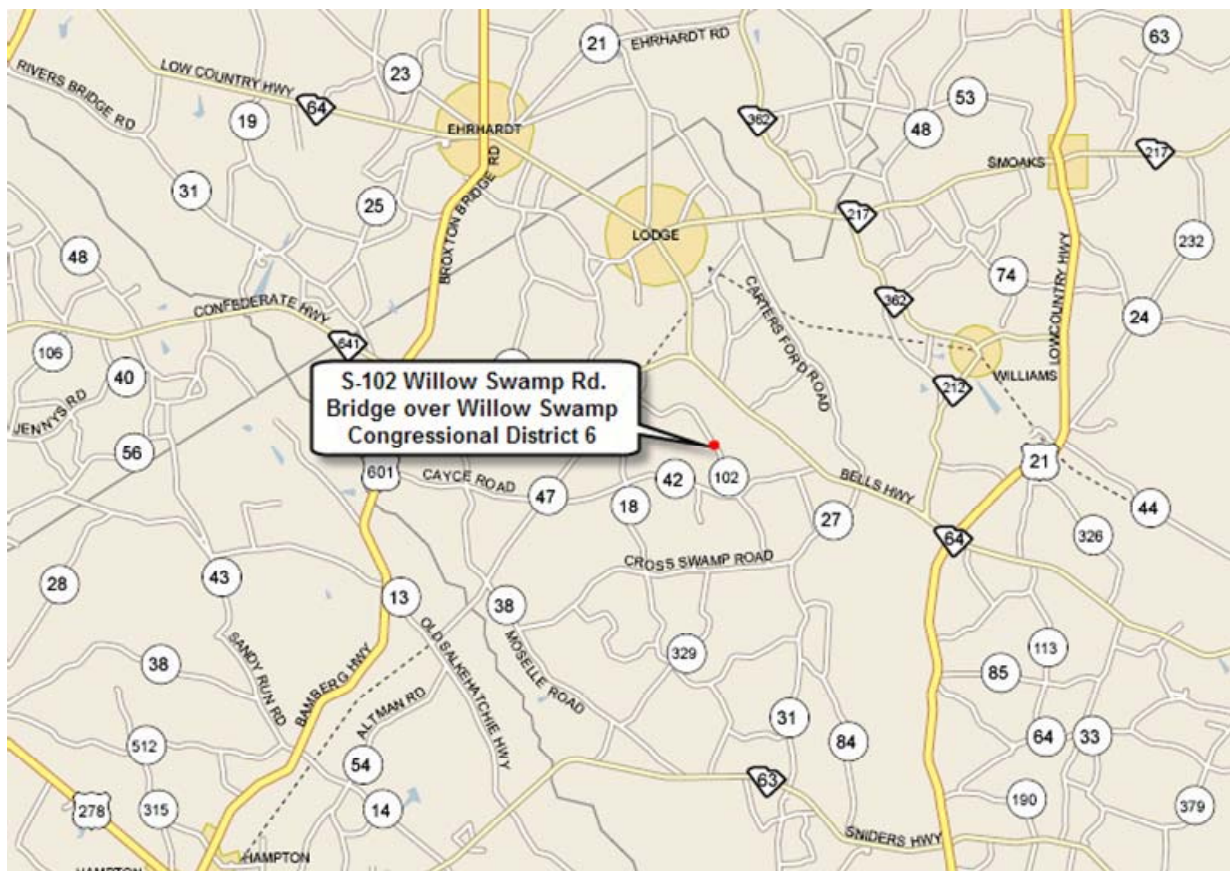 21
EHRHARDT RD
63
RIVERS BRIDGE RD
LOW COUNTRY HWY
23
64
19
EHRHARDT
362
53
48
SMOAKS
217
31
25
BROXTON BRIDGE RD
LODGE
217
232
48
CONFEDERATE HWY
641
CARTERS FORD ROAD
74
362
LOWCOUNTRY HWY
24
106
40
JENNYS RD
WILLIAMS
212
S-102 Willow Swamp Rd.
Bridge over Willow Swamp
Congressional District 6
56
601
CAYCE ROAD
47
18
42
102
BELLS HWY
27
21
44
64
326
CROSS SWAMP ROAD
28
43
13
38
SANDY RUN RD
OLD SALKEHATCHIE HWY
MOSELLE ROAD
329
113
38
BAMBERG HWY
ALTMAN RD
85
31
84
64
33
512
54
63
278
315
14
190
379
SNIDERS HWY
HAMPTON
HAMPTON